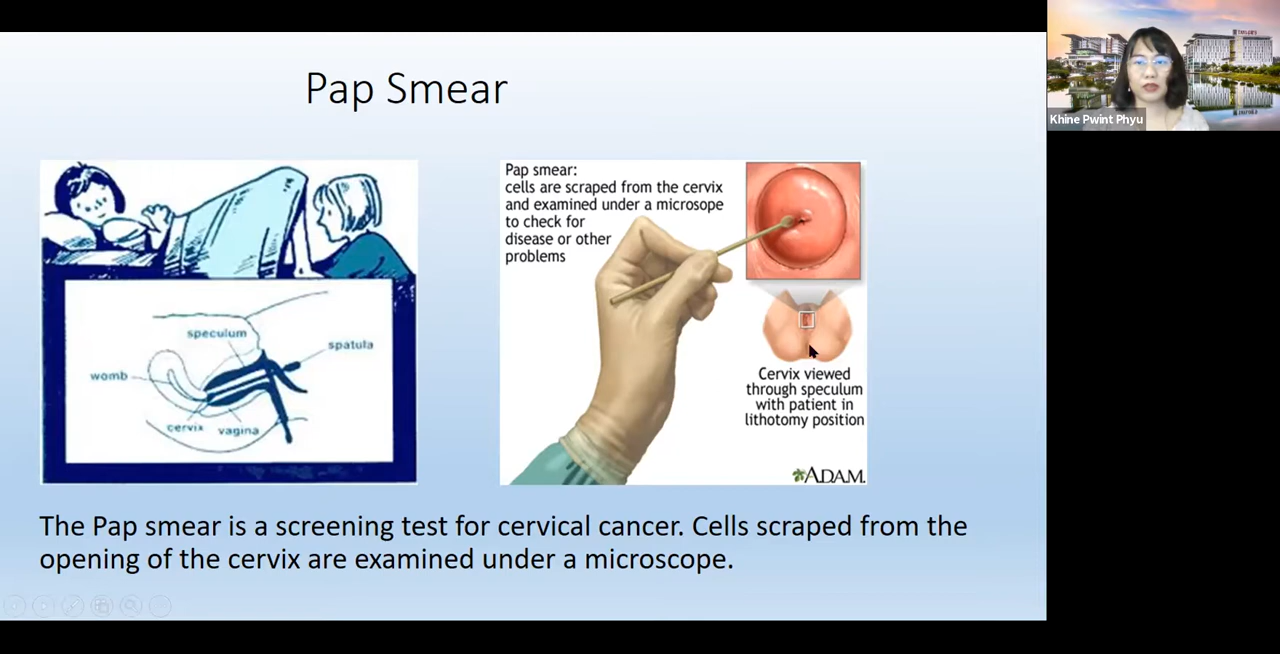 Pap Smear
speculum
spatula
womb
cervix
vagina
Pap smear:
cells are scraped from the cervix
and examined under a microsope
to check for
disease or other
problems
Cervix viewed
through speculum
with patient in
lithotomy position
ADAM.
The Pap smear is a screening test for cervical cancer. Cells scraped from the
opening of the cervix are examined under a microscope.
Khine Pwint Phyu